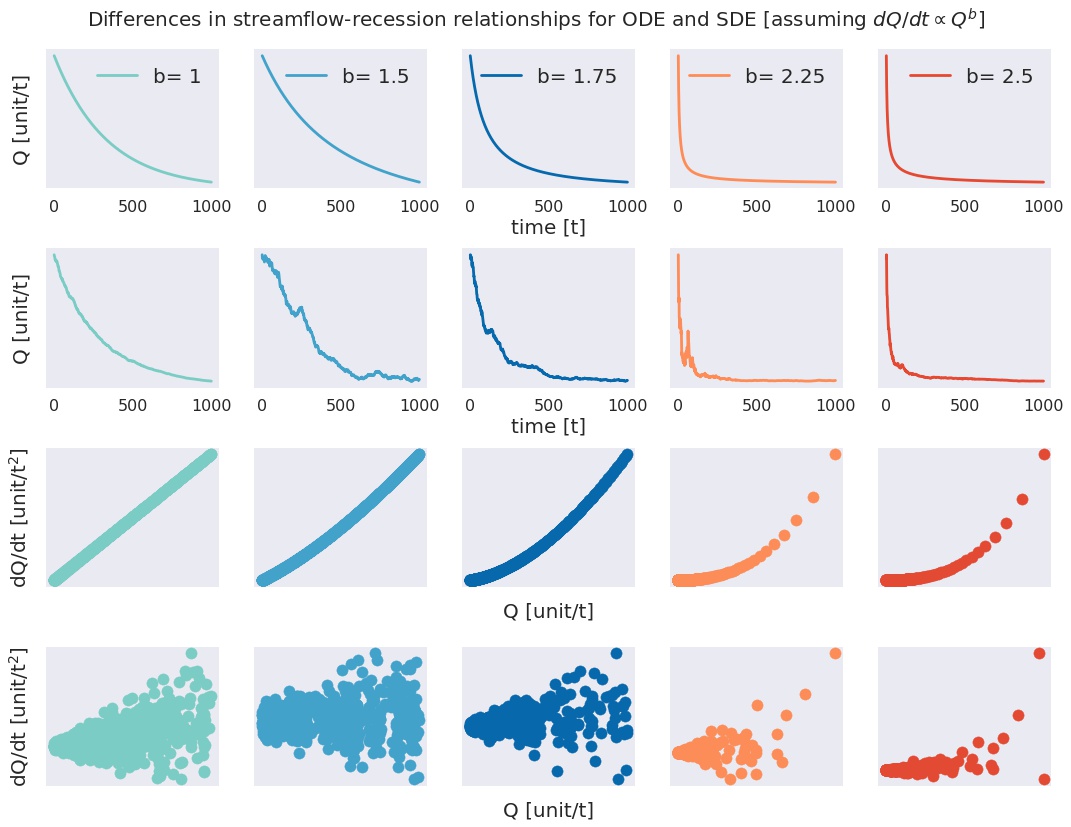 Differences in streamflow-recession relationships for ODE and SDE [assuming dQ/dt ∝ Q^b]
Q [unit/t]
b= 1
b= 1.5
b= 1.75
b= 2.25
b= 2.5
0 500 1000 0 500 1000 0 500 1000 0 500 1000 0 500 1000
time [t]
Q [unit/t]
0 500 1000 0 500 1000 0 500 1000 0 500 1000 0 500 1000
time [t]
dQ/dt [unit/t²]
Q [unit/t]
dQ/dt [unit/t²]
Q [unit/t]